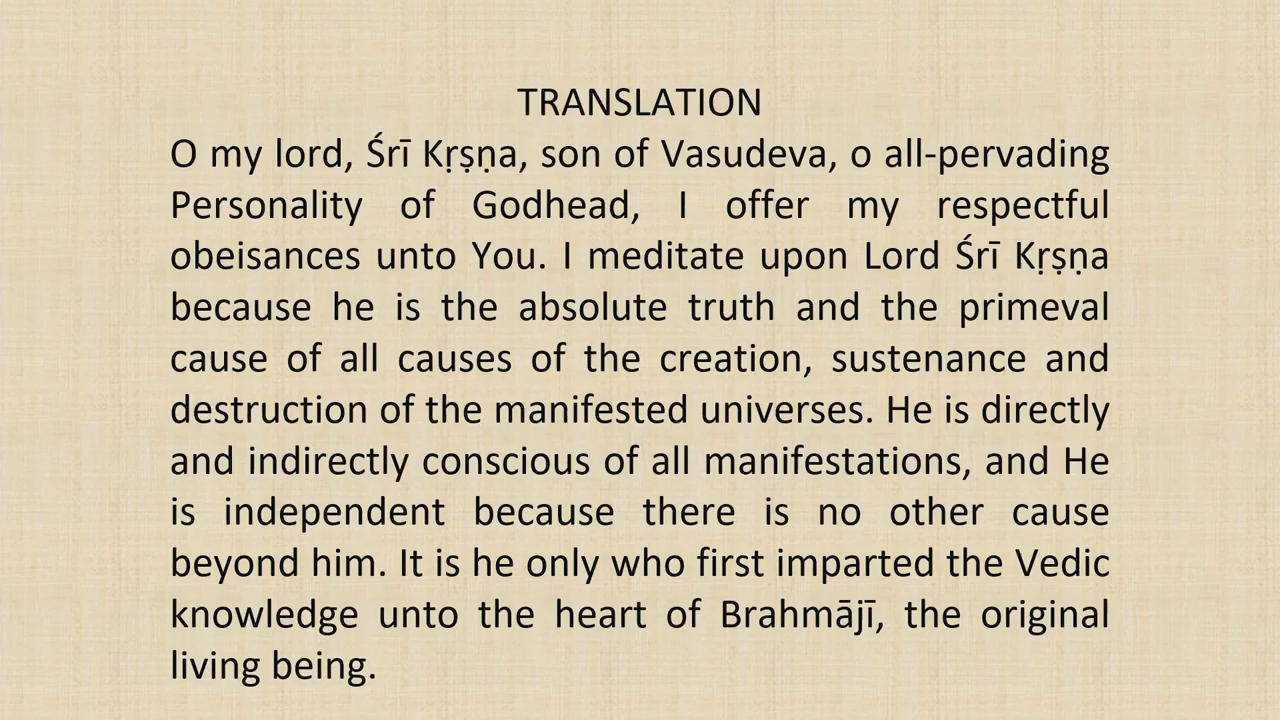 TRANSLATION
O my lord, Śrī Kṛṣṇa, son of Vasudeva, o all-pervading
Personality of Godhead, I offer my respectful
obeisances unto You. I meditate upon Lord Śrī Kṛṣṇa
because he is the absolute truth and the primeval
cause of all causes of the creation, sustenance and
destruction of the manifested universes. He is directly
and indirectly conscious of all manifestations, and He
is independent because there is no other cause
beyond him. It is he only who first imparted the Vedic
knowledge unto the heart of Brahmājī, the original
living being.